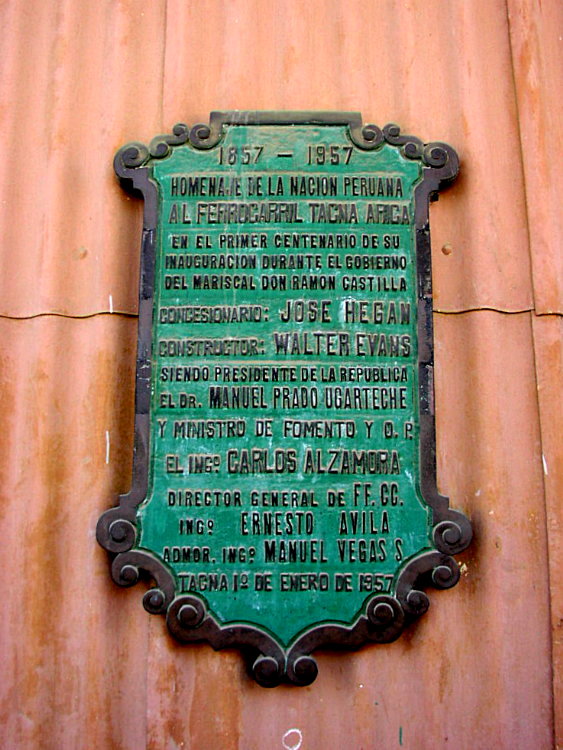 1857 - 1957
HOMENAJE DE LA NACION PERUANA
AL FERROCARRIL TACNA ARICA
EN EL PRIMER CENTENARIO DE SU
INAUGURACION DURANTE EL GOBIERNO
DEL MARISCAL DON RAMON CASTILLA
CONCESIONARIO: JOSE HEGAN
CONSTRUCTOR: WALTER EVANS
SIENDO PRESIDENTE DE LA REPUBLICA
EL DR. MANUEL PRADO UGARTECHE
Y MINISTRO DE FOMENTO Y O. P.
EL INGº CARLOS ALZAMORA
DIRECTOR GENERAL DE FF. CC.
INGº ERNESTO AVILA
ADMOR. INGº MANUEL VEGAS S.
TACNA 1º DE ENERO DE 1957